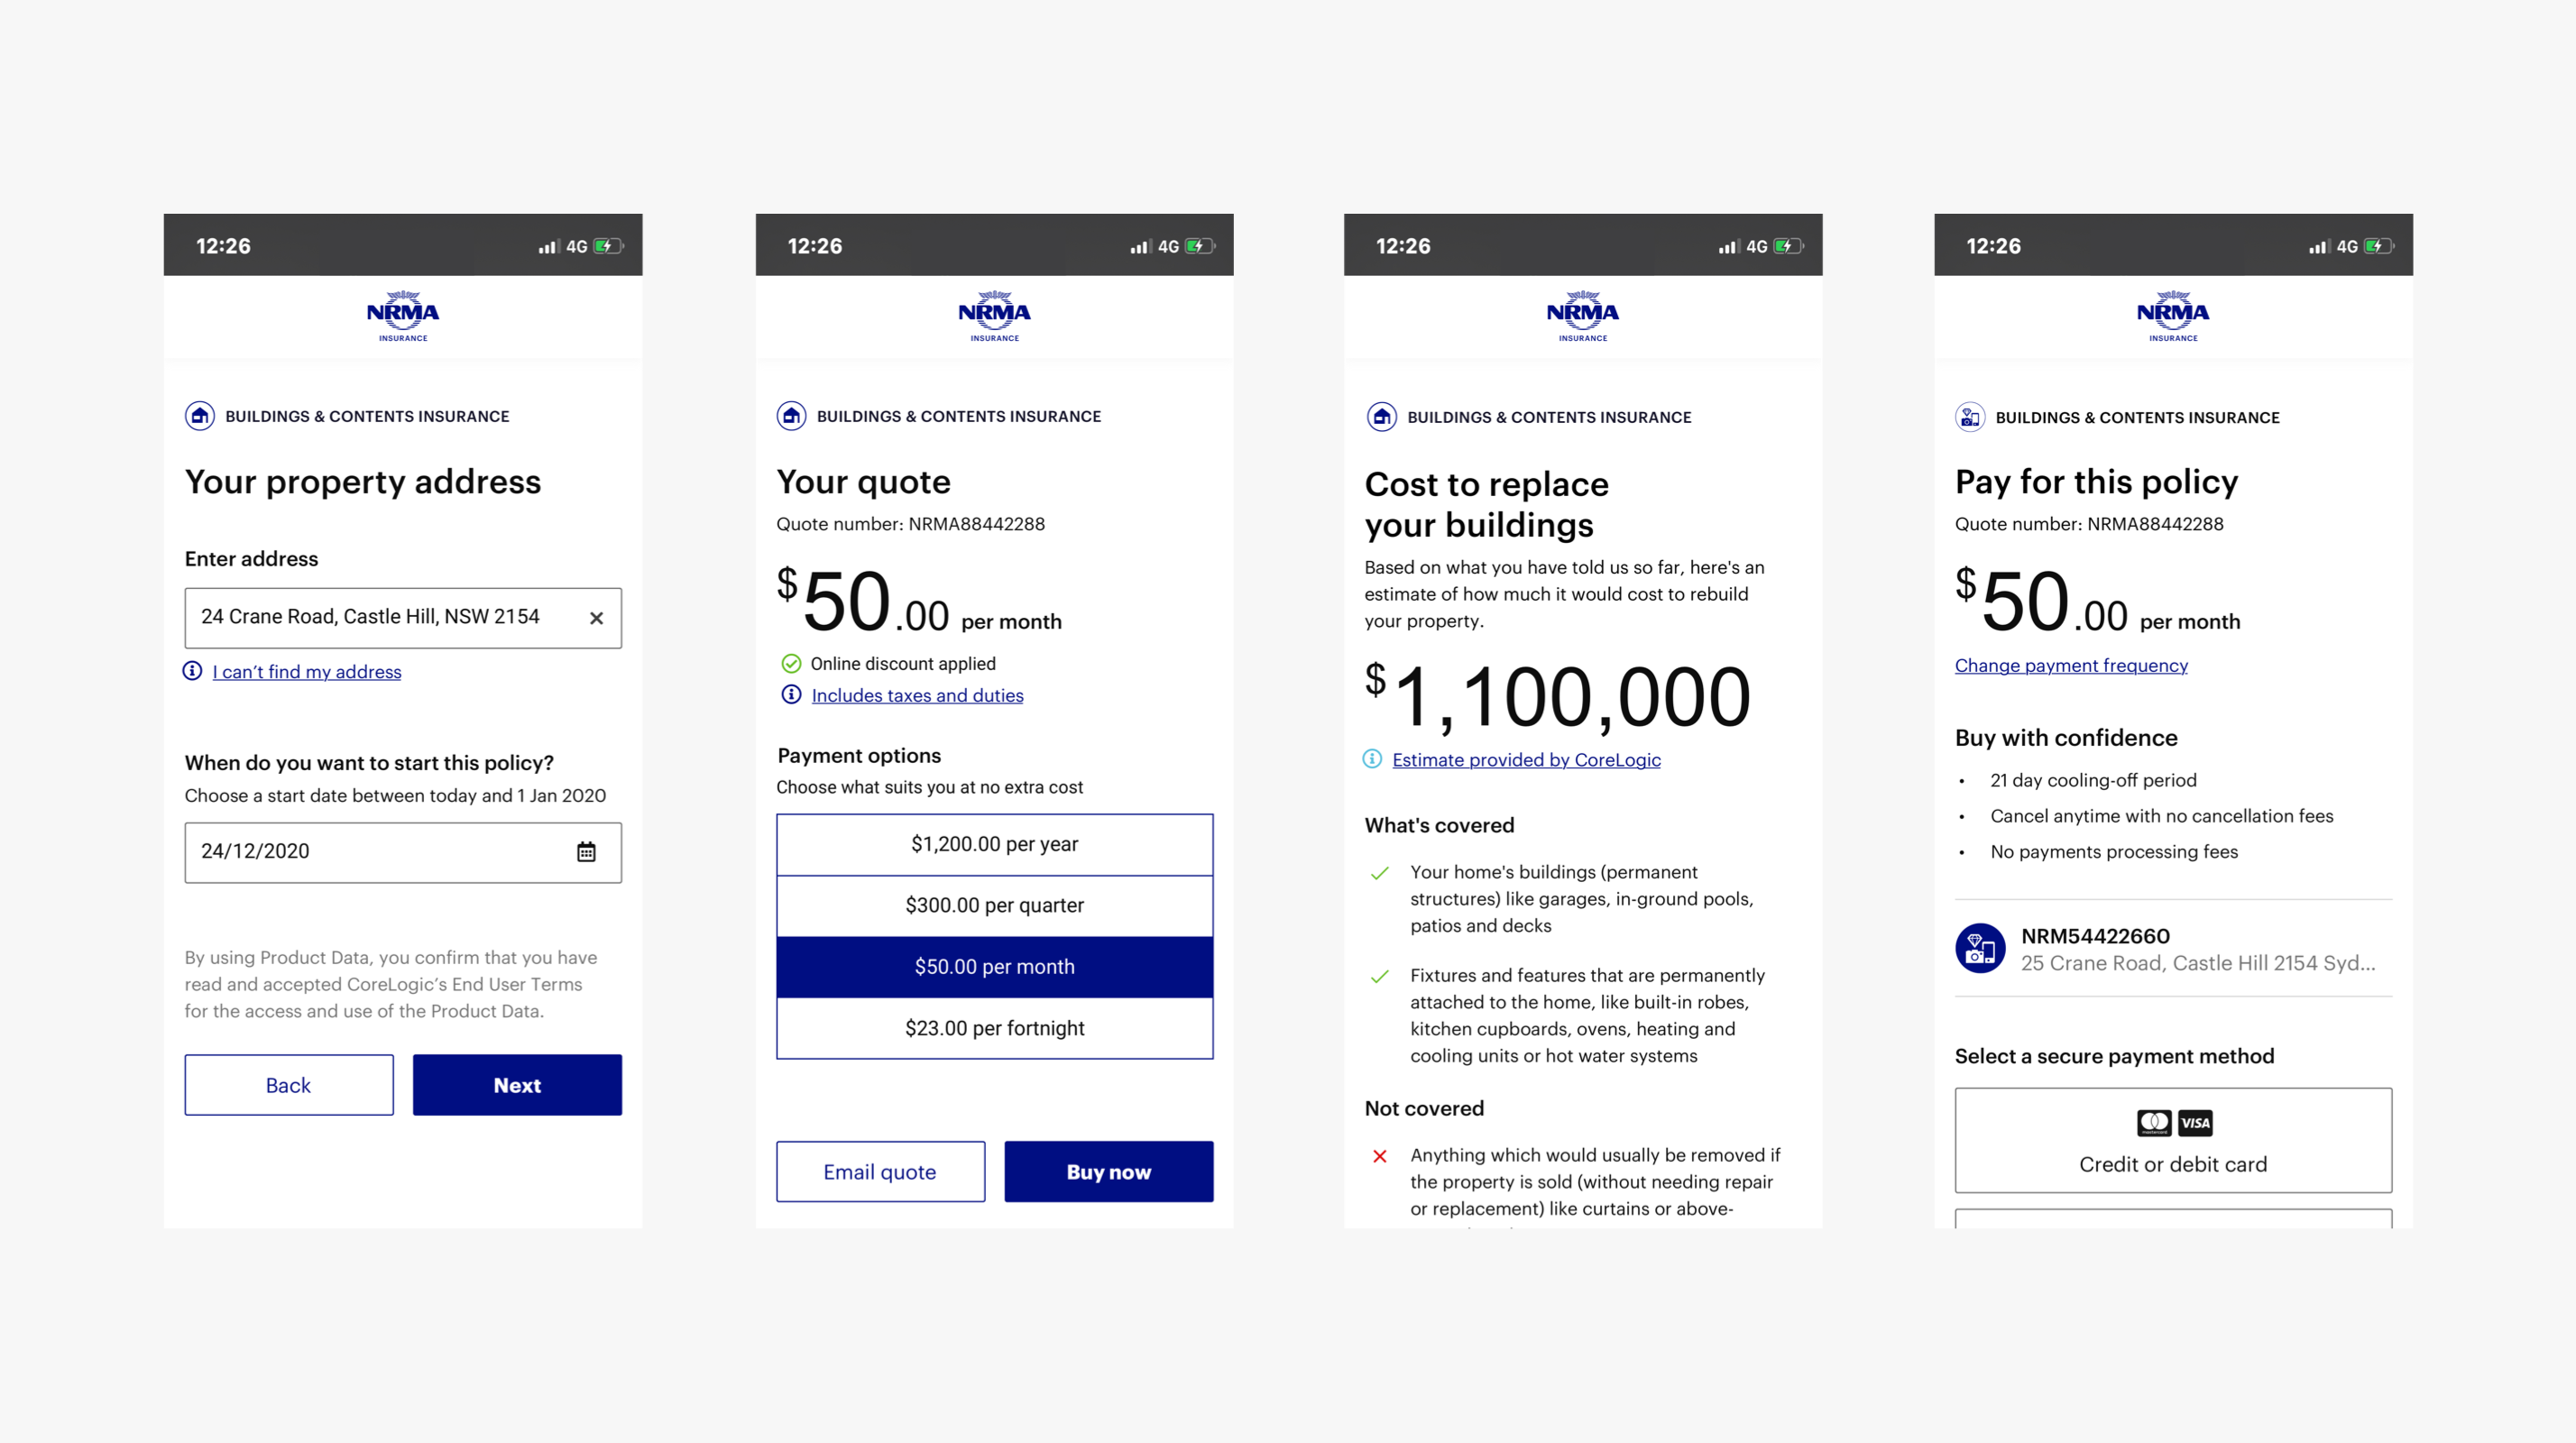 12:26
4G
NRMA
INSURANCE
BUILDINGS & CONTENTS INSURANCE
Your property address
Enter address
24 Crane Road, Castle Hill, NSW 2154
I can't find my address
When do you want to start this policy?
Choose a start date between today and 1 Jan 2020
24/12/2020
By using Product Data, you confirm that you have
read and accepted CoreLogic's End User Terms
for the access and use of the Product Data.
Back
Next
12:26
4G
NRMA
INSURANCE
BUILDINGS & CONTENTS INSURANCE
Your quote
Quote number: NRMA88442288
$50.00 per month
Online discount applied
Includes taxes and duties
Payment options
Choose what suits you at no extra cost
$1,200.00 per year
$300.00 per quarter
$50.00 per month
$23.00 per fortnight
Email quote
Buy now
12:26
4G
NRMA
INSURANCE
BUILDINGS & CONTENTS INSURANCE
Cost to replace
your buildings
Based on what you have told us so far, here's an
estimate of how much it would cost to rebuild
your property.
$1,100,000
Estimate provided by CoreLogic
What's covered
Your home's buildings (permanent
structures) like garages, in-ground pools,
patios and decks
Fixtures and features that are permanently
attached to the home, like built-in robes,
kitchen cupboards, ovens, heating and
cooling units or hot water systems
Not covered
Anything which would usually be removed if
the property is sold (without needing repair
or replacement) like curtains or above-
12:26
4G
NRMA
INSURANCE
BUILDINGS & CONTENTS INSURANCE
Pay for this policy
Quote number: NRMA88442288
$50.00 per month
Change payment frequency
Buy with confidence
• 21 day cooling-off period
• Cancel anytime with no cancellation fees
• No payments processing fees
NRM54422660
25 Crane Road, Castle Hill 2154 Syd...
Select a secure payment method
mastercard VISA
Credit or debit card